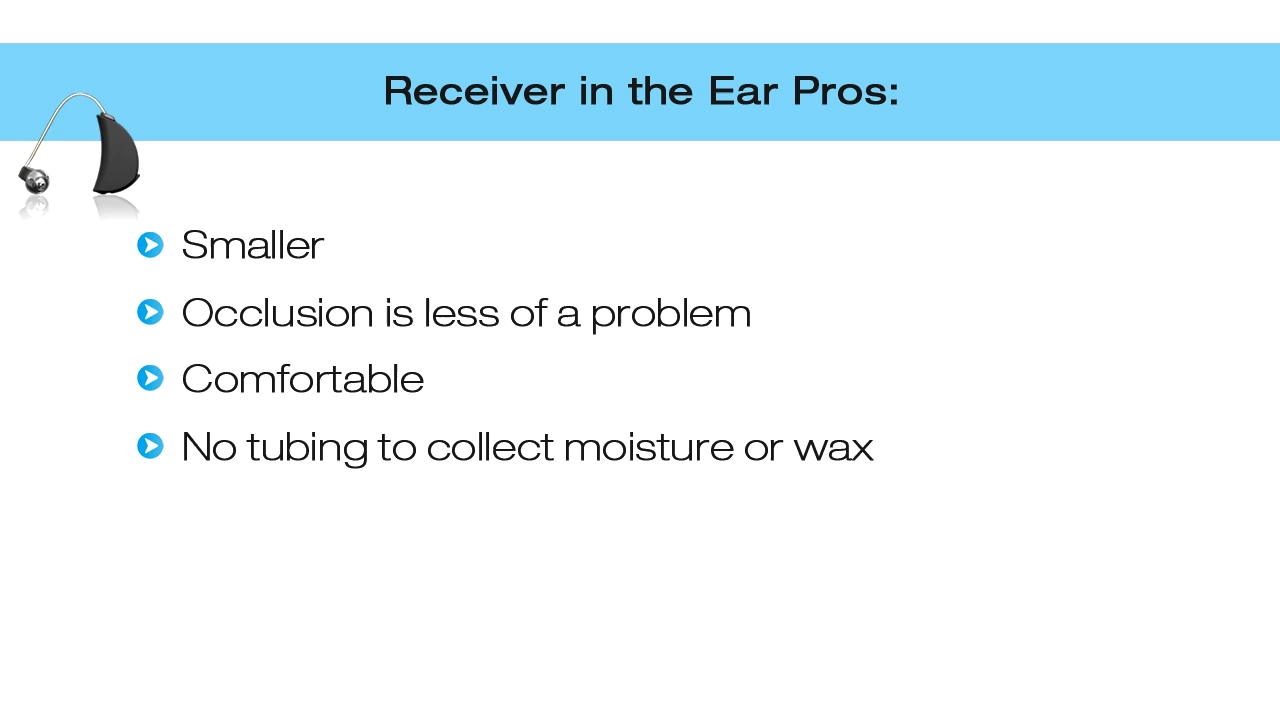 Receiver in the Ear Pros:
Smaller
Occlusion is less of a problem
Comfortable
No tubing to collect moisture or wax